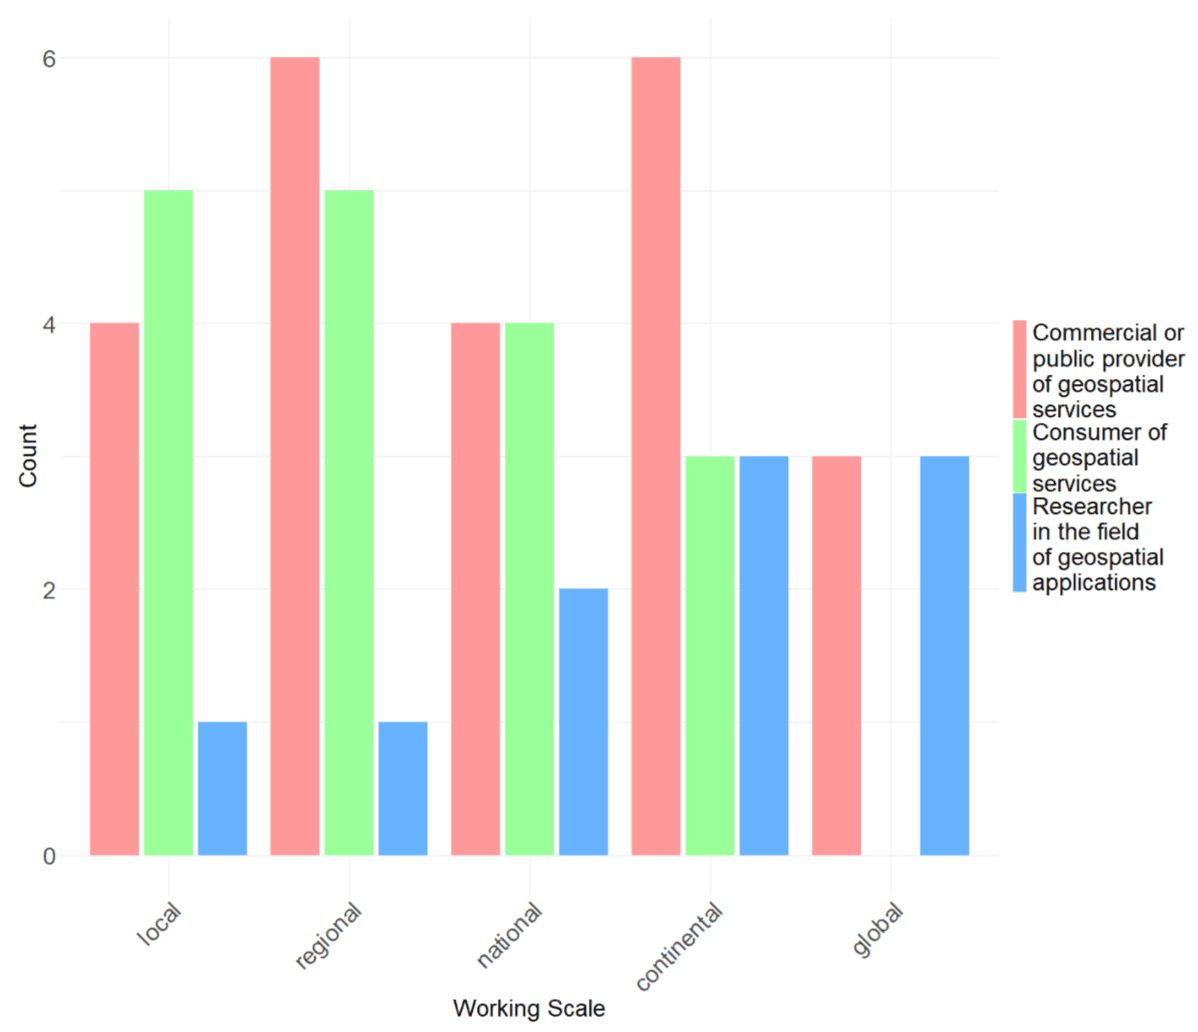 6
4
2
0
Count
local
regional
national
continental
global
Working Scale
Commercial or
public provider
of geospatial
services
Consumer of
geospatial
services
Researcher
in the field
of geospatial
applications